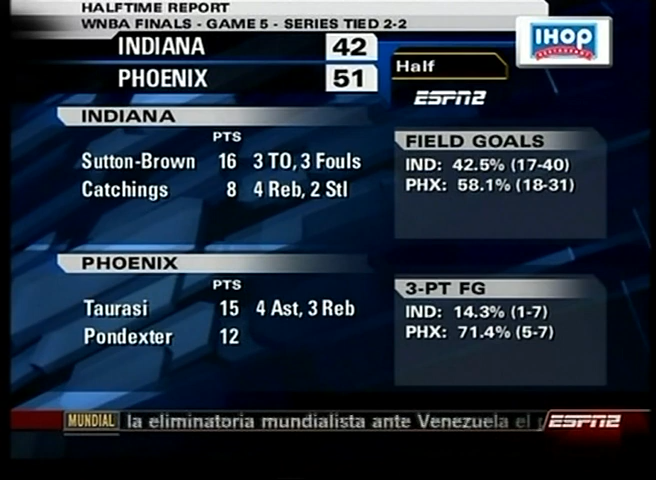 HALFTIME REPORT
WNBA FINALS - GAME 5 - SERIES TIED 2-2
IHOP
RESTAURANT
INDIANA 42
PHOENIX 51
Half
ESPN2
INDIANA
PTS
Sutton-Brown 16 3 TO, 3 Fouls
Catchings 8 4 Reb, 2 Stl
FIELD GOALS
IND: 42.5% (17-40)
PHX: 58.1% (18-31)
PHOENIX
PTS
Taurasi 15 4 Ast, 3 Reb
Pondexter 12
3-PT FG
IND: 14.3% (1-7)
PHX: 71.4% (5-7)
MUNDIAL la eliminatoria mundialista ante Venezuela el
ESPN2